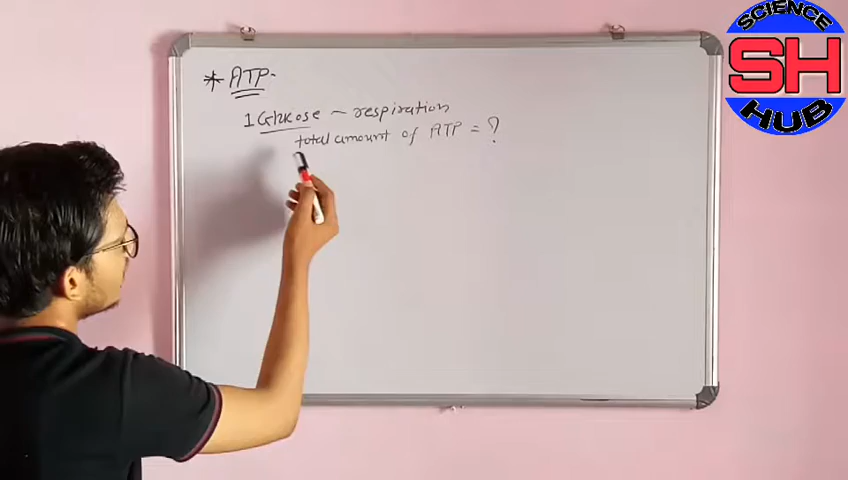 * ATP-
1 Glucose ~ respiration
total amount of ATP = ?
SCIENCE
SH
HUB